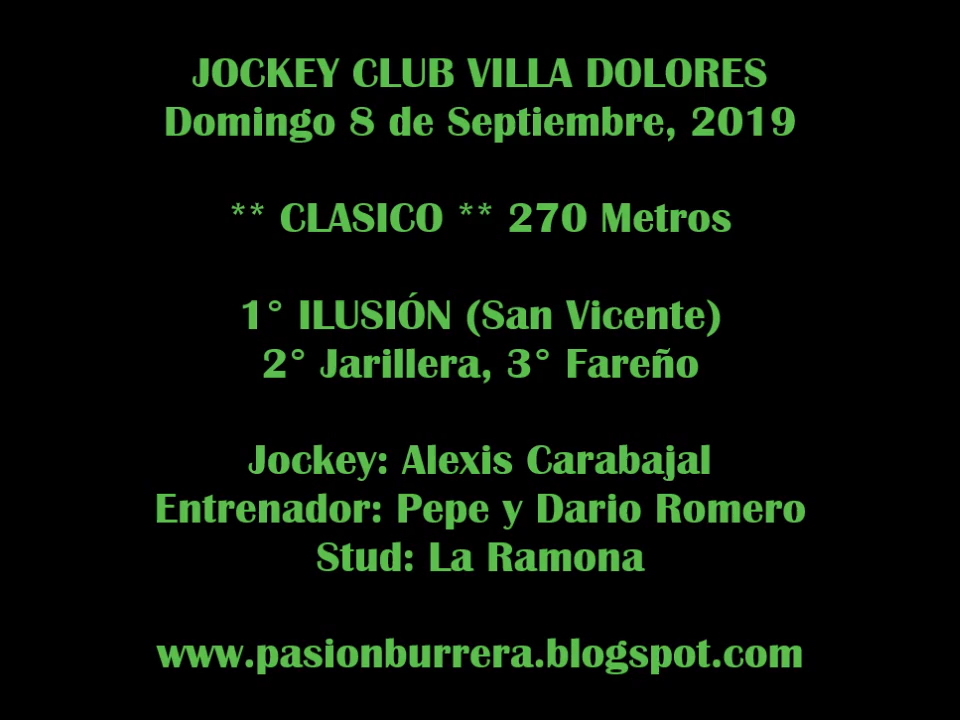 JOCKEY CLUB VILLA DOLORES
Domingo 8 de Septiembre, 2019
** CLASICO ** 270 Metros
1° ILUSIÓN (San Vicente)
2° Jarillera, 3° Fareño
Jockey: Alexis Carabajal
Entrenador: Pepe y Dario Romero
Stud: La Ramona
www.pasionburrera.blogspot.com